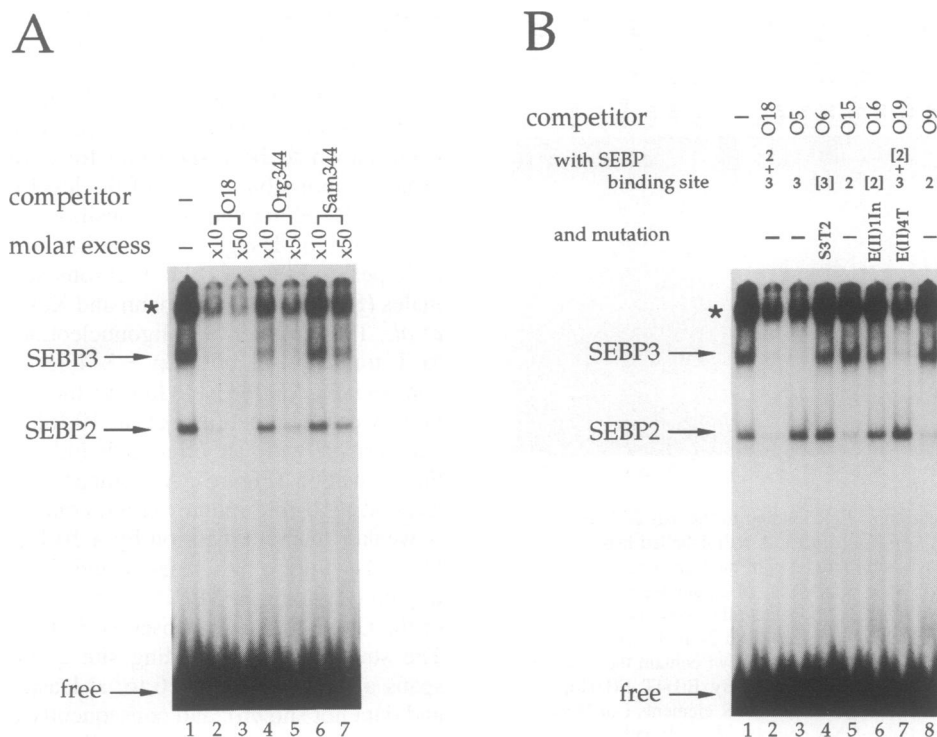 A
competitor – O18 Org344 Sam344
molar excess – x10 x50 x10 x50 x10 x50
*
SEBP3
SEBP2
free
1 2 3 4 5 6 7
B
competitor – O18 O5 O6 O15 O16 O19 O9
with SEBP binding site 2+3 3 [3] 2 [2] [2]+3 2
and mutation – – S3T2 – E(II)1In E(II)4T –
*
SEBP3
SEBP2
free
1 2 3 4 5 6 7 8